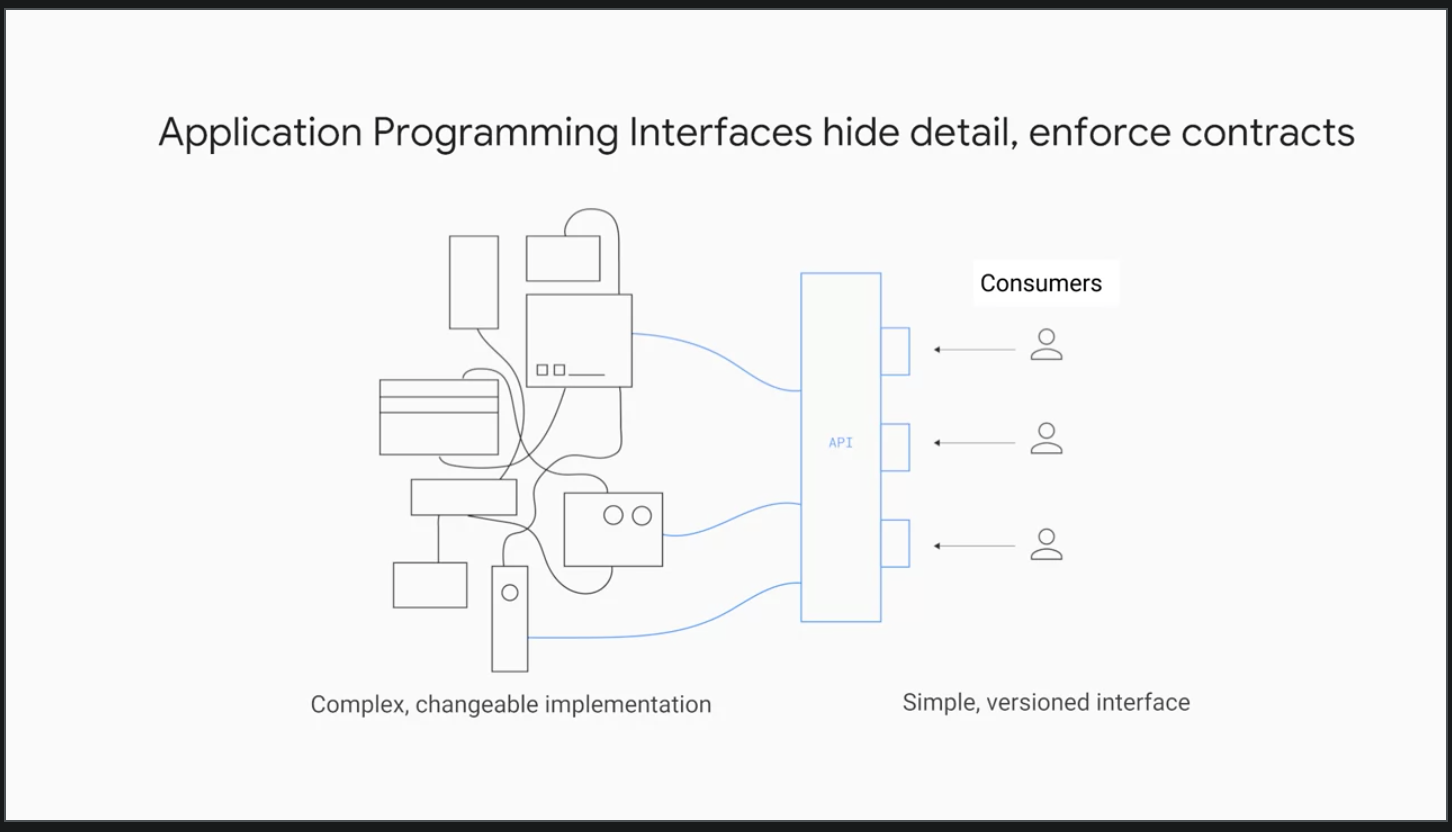 Application Programming Interfaces hide detail, enforce contracts
Consumers
API
Complex, changeable implementation
Simple, versioned interface